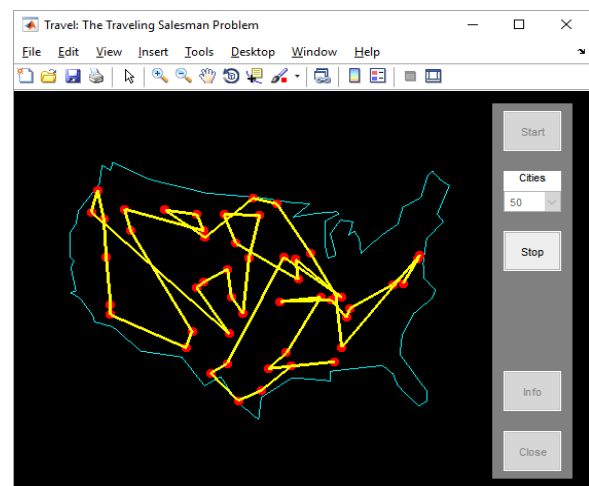 Travel: The Traveling Salesman Problem
File Edit View Insert Tools Desktop Window Help
Start
Cities
50
Stop
Info
Close